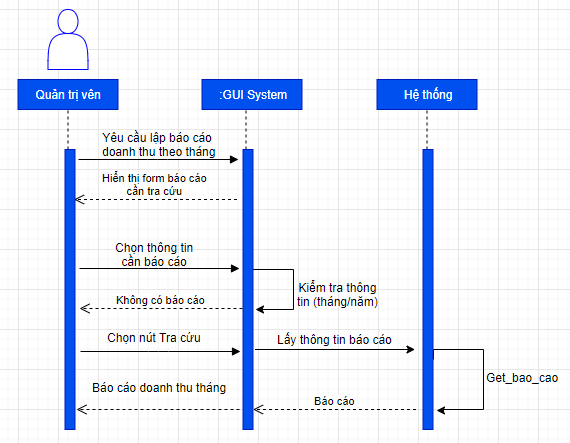 Quản trị vên
:GUI System
Hệ thống
Yêu cầu lập báo cáo
doanh thu theo tháng
Hiển thị form báo cáo
cần tra cứu
Chọn thông tin
cần báo cáo
Kiểm tra thông
tin (tháng/năm)
Không có báo cáo
Chọn nút Tra cứu
Lấy thông tin báo cáo
Get_bao_cao
Báo cáo doanh thu tháng
Báo cáo